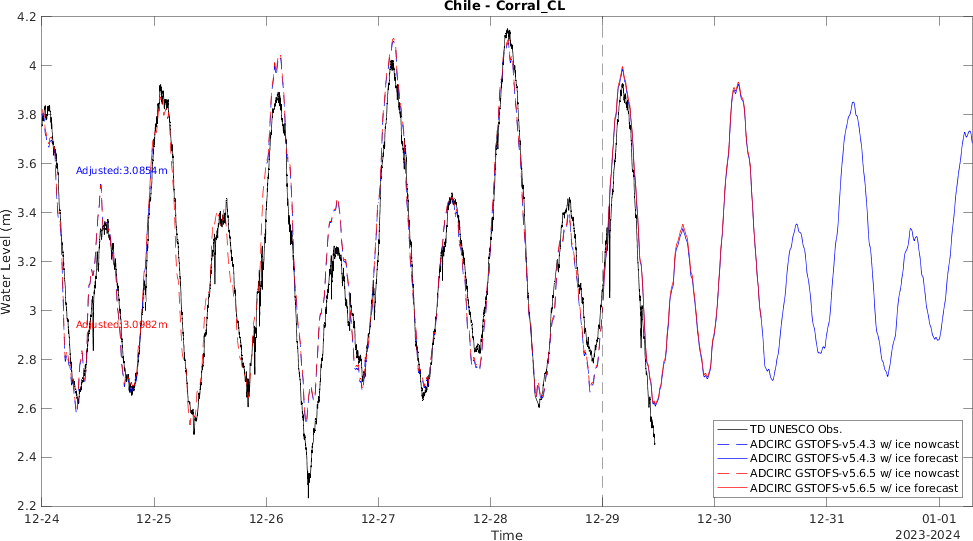 Chile - Corral_CL
4.2
4
3.8
3.6
3.4
3.2
3
2.8
2.6
2.4
2.2
Water Level (m)
Adjusted:3.0854m
Adjusted:3.0982m
TD UNESCO Obs.
ADCIRC GSTOFS-v5.4.3 w/ ice nowcast
ADCIRC GSTOFS-v5.4.3 w/ ice forecast
ADCIRC GSTOFS-v5.6.5 w/ ice nowcast
ADCIRC GSTOFS-v5.6.5 w/ ice forecast
12-24 12-25 12-26 12-27 12-28 12-29 12-30 12-31 01-01
Time
2023-2024